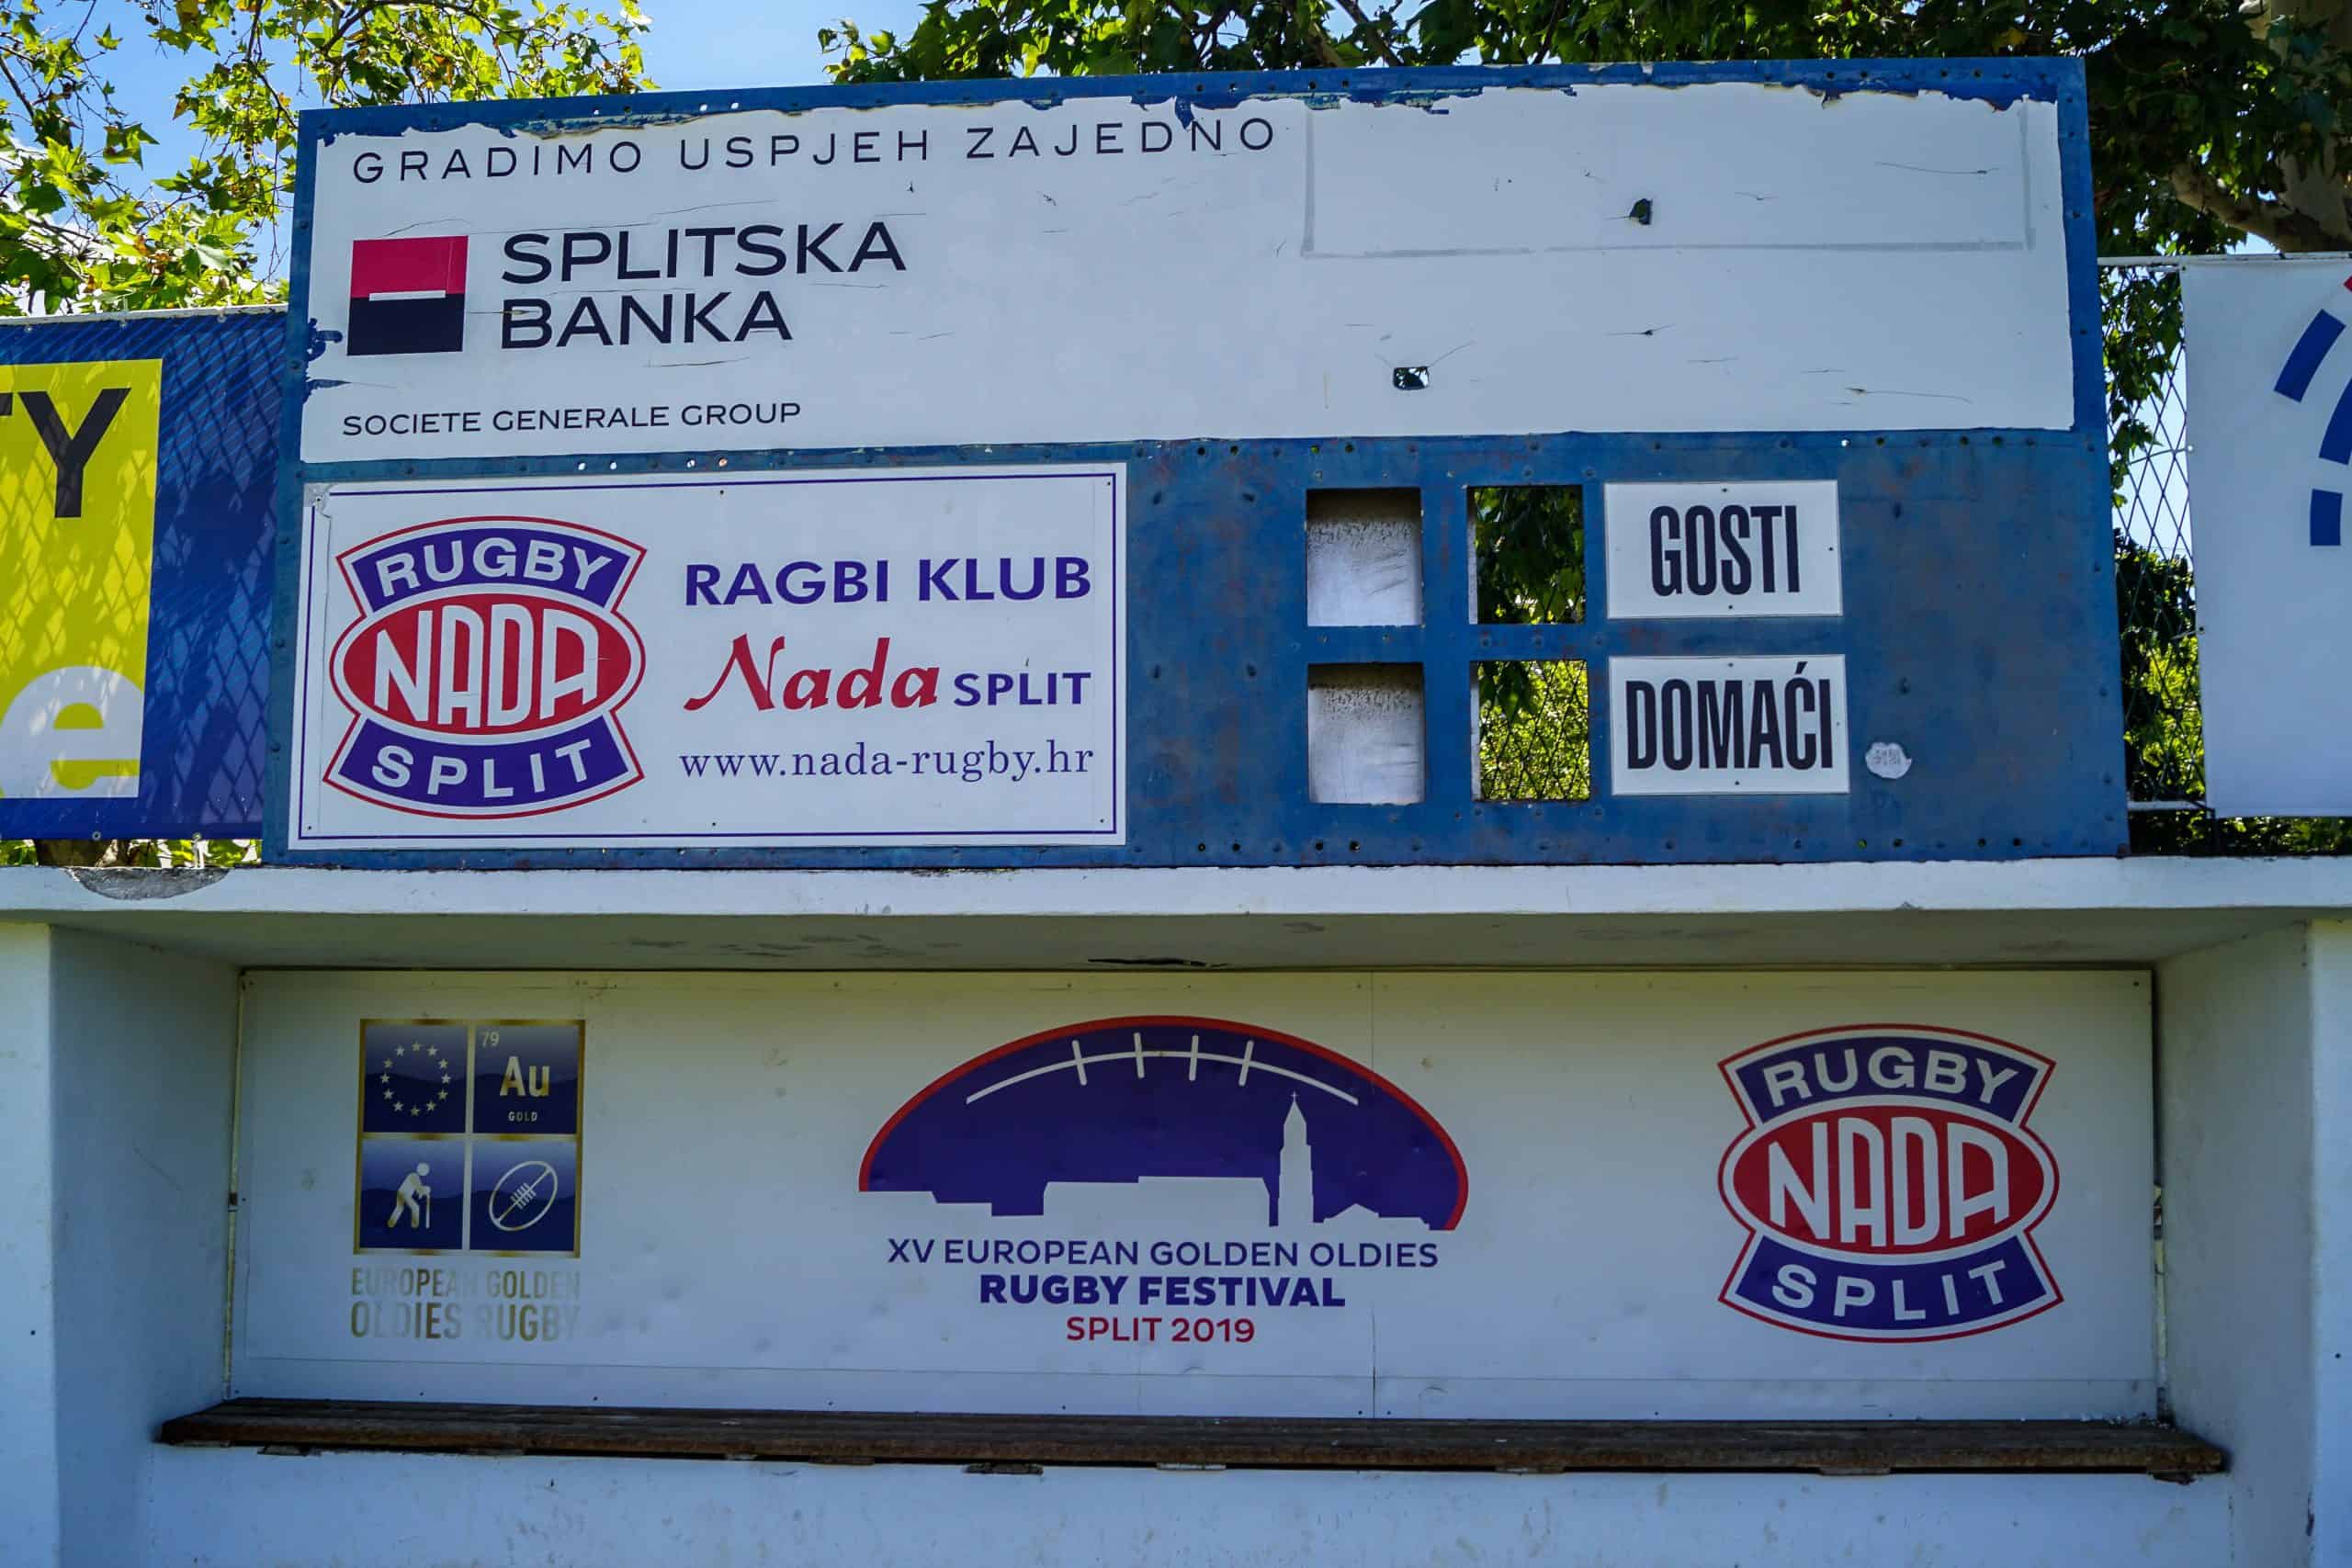 GRADIMO USPJEH ZAJEDNO
SPLITSKA
BANKA
SOCIETE GENERALE GROUP
TY
e
RUGBY
NADA
SPLIT
RAGBI KLUB
Nada SPLIT
www.nada-rugby.hr
GOSTI
DOMAĆI
79
Au
GOLD
EUROPEAN GOLDEN
OLDIES RUGBY
XV EUROPEAN GOLDEN OLDIES
RUGBY FESTIVAL
SPLIT 2019
RUGBY
NADA
SPLIT